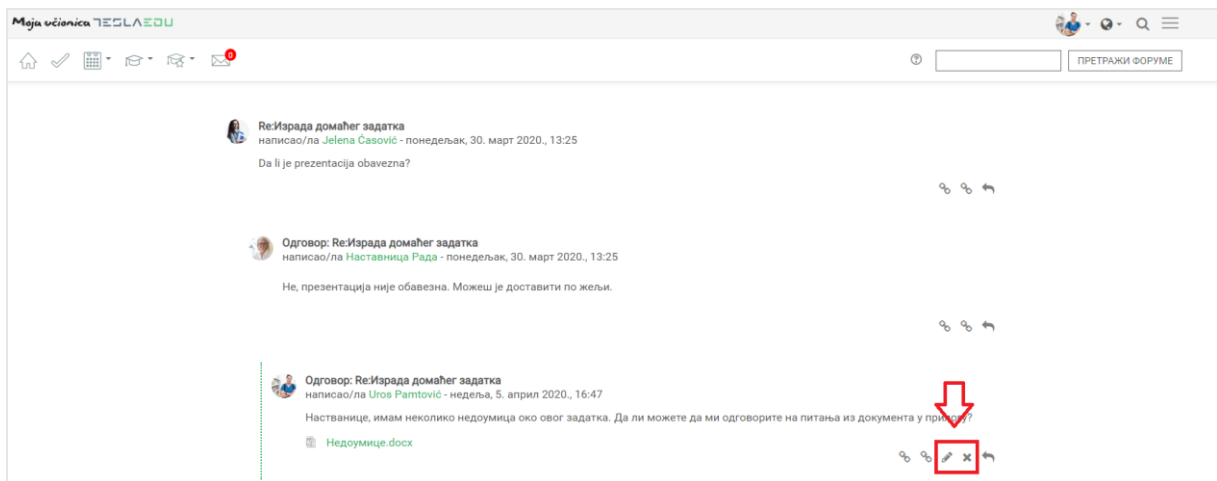 Moja učionica TESLAEDU
0
ПРЕТРАЖИ ФОРУМЕ
Re:Израда домаћег задатка
написао/ла Jelena Ćasović - понедељак, 30. март 2020., 13:25
Da li je prezentacija obavezna?
Одговор: Re:Израда домаћег задатка
написао/ла Наставница Рада - понедељак, 30. март 2020., 13:25
Не, презентација није обавезна. Можеш је доставити по жељи.
Одговор: Re:Израда домаћег задатка
написао/ла Uros Pamtović - недеља, 5. април 2020., 16:47
Настванице, имам неколико недоумица око овог задатка. Да ли можете да ми одговорите на питања из документа у прилогу?
Недоумице.docx